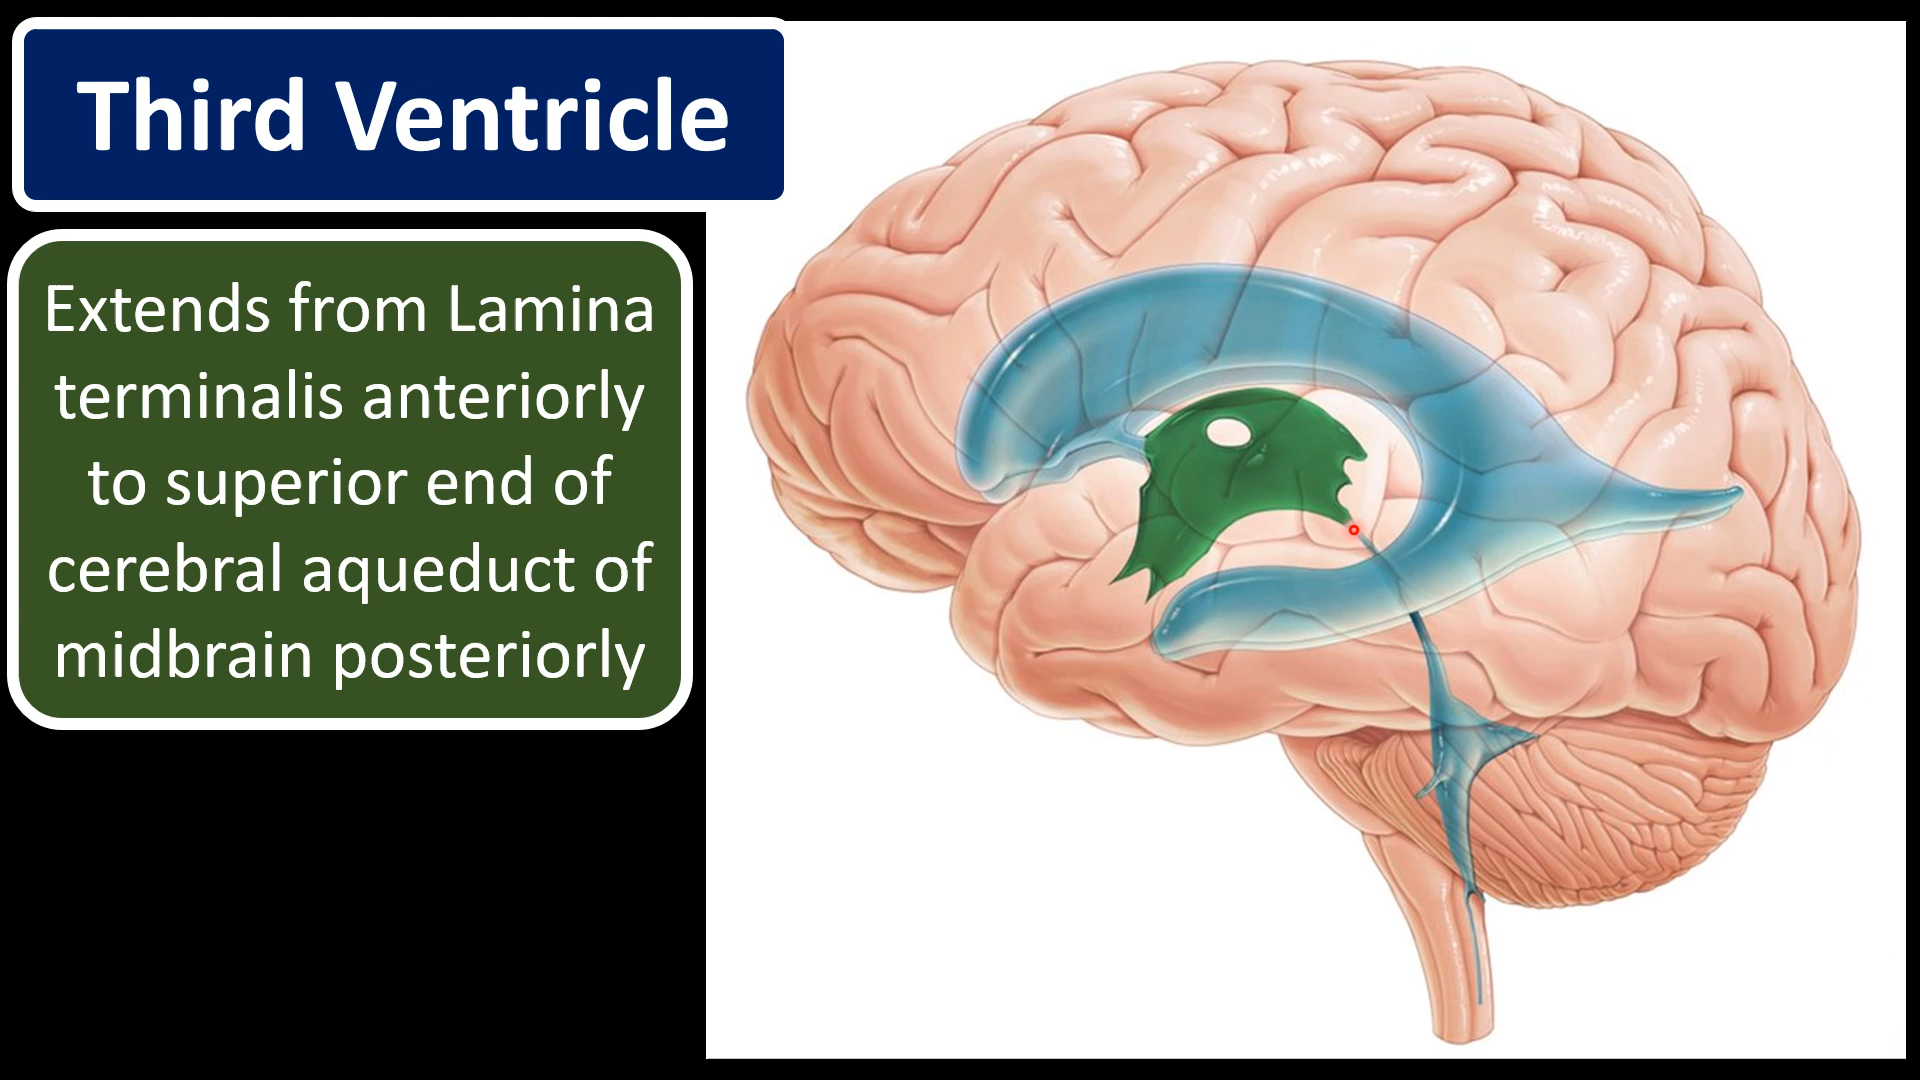 Third Ventricle
Extends from Lamina
terminalis anteriorly
to superior end of
cerebral aqueduct of
midbrain posteriorly